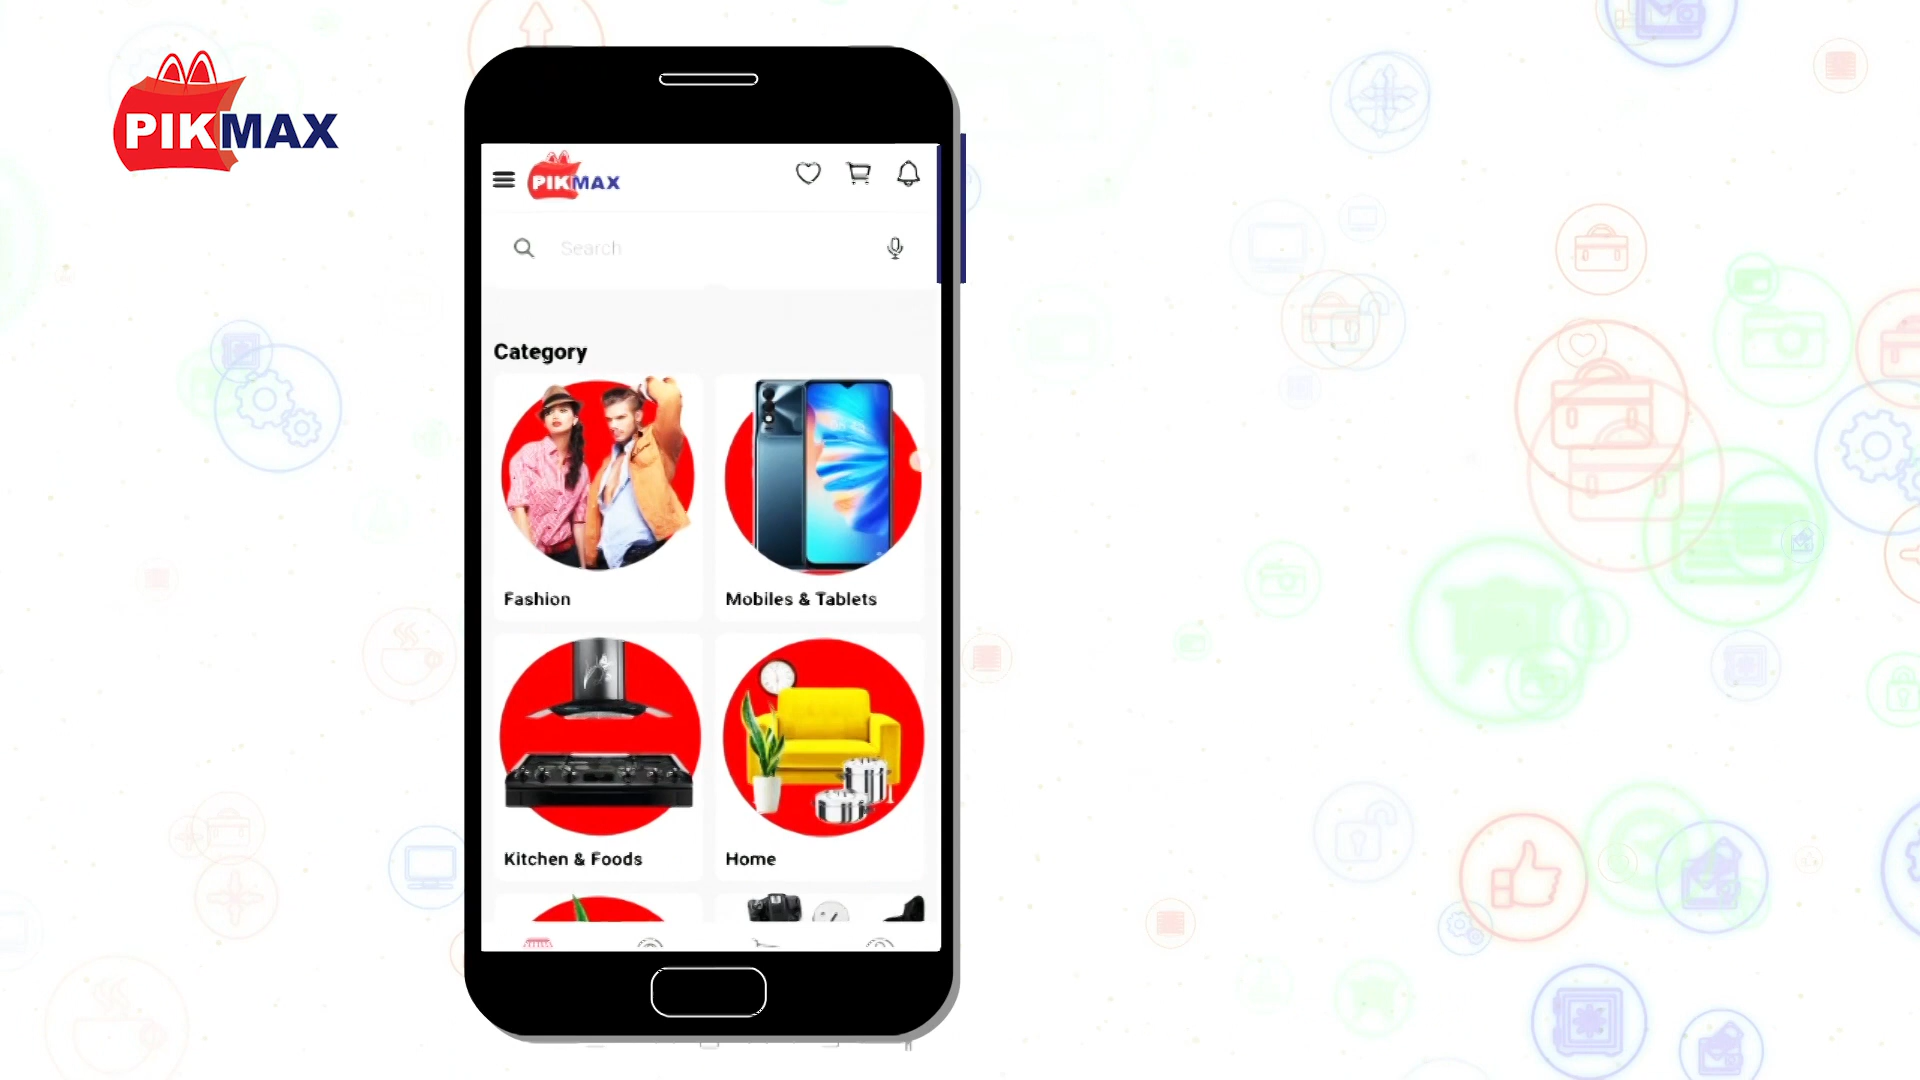 PIKMAX
PIKMAX
Search
Category
Fashion
Mobiles & Tablets
Kitchen & Foods
Home